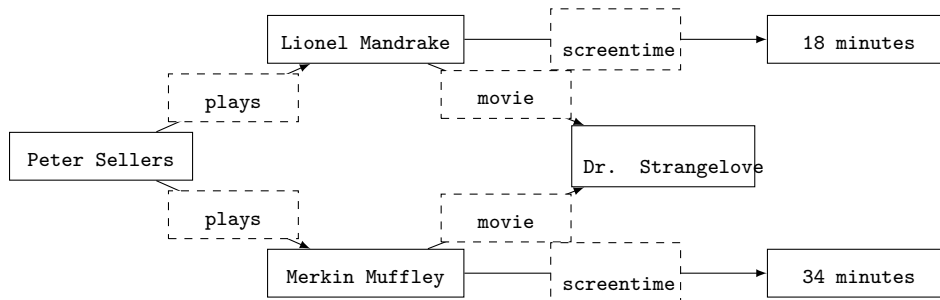 Lionel Mandrake
screentime
18 minutes
plays
movie
Peter Sellers
Dr. Strangelove
plays
movie
Merkin Muffley
screentime
34 minutes